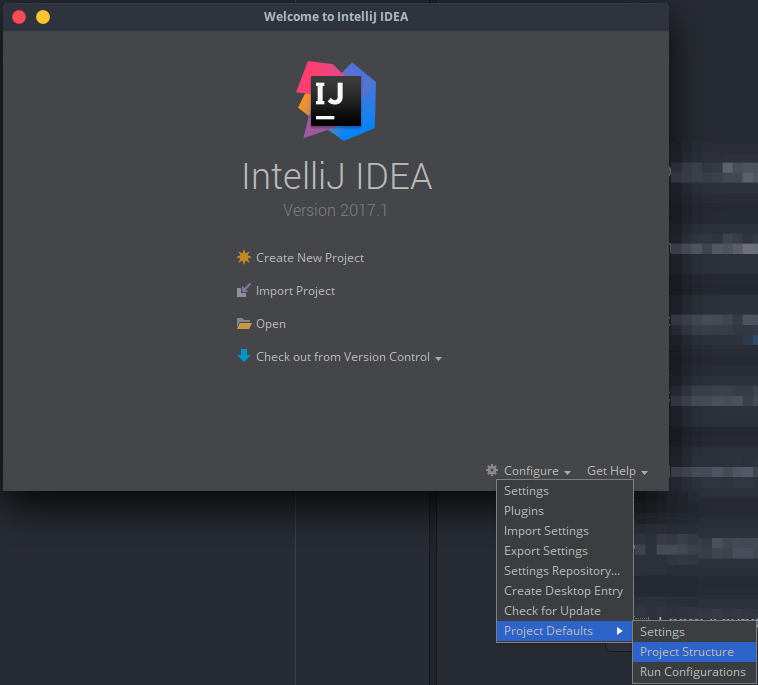 Welcome to IntelliJ IDEA
IJ
IntelliJ IDEA
Version 2017.1
Create New Project
Import Project
Open
Check out from Version Control
Configure
Get Help
Settings
Plugins
Import Settings
Export Settings
Settings Repository...
Create Desktop Entry
Check for Update
Project Defaults
Settings
Project Structure
Run Configurations